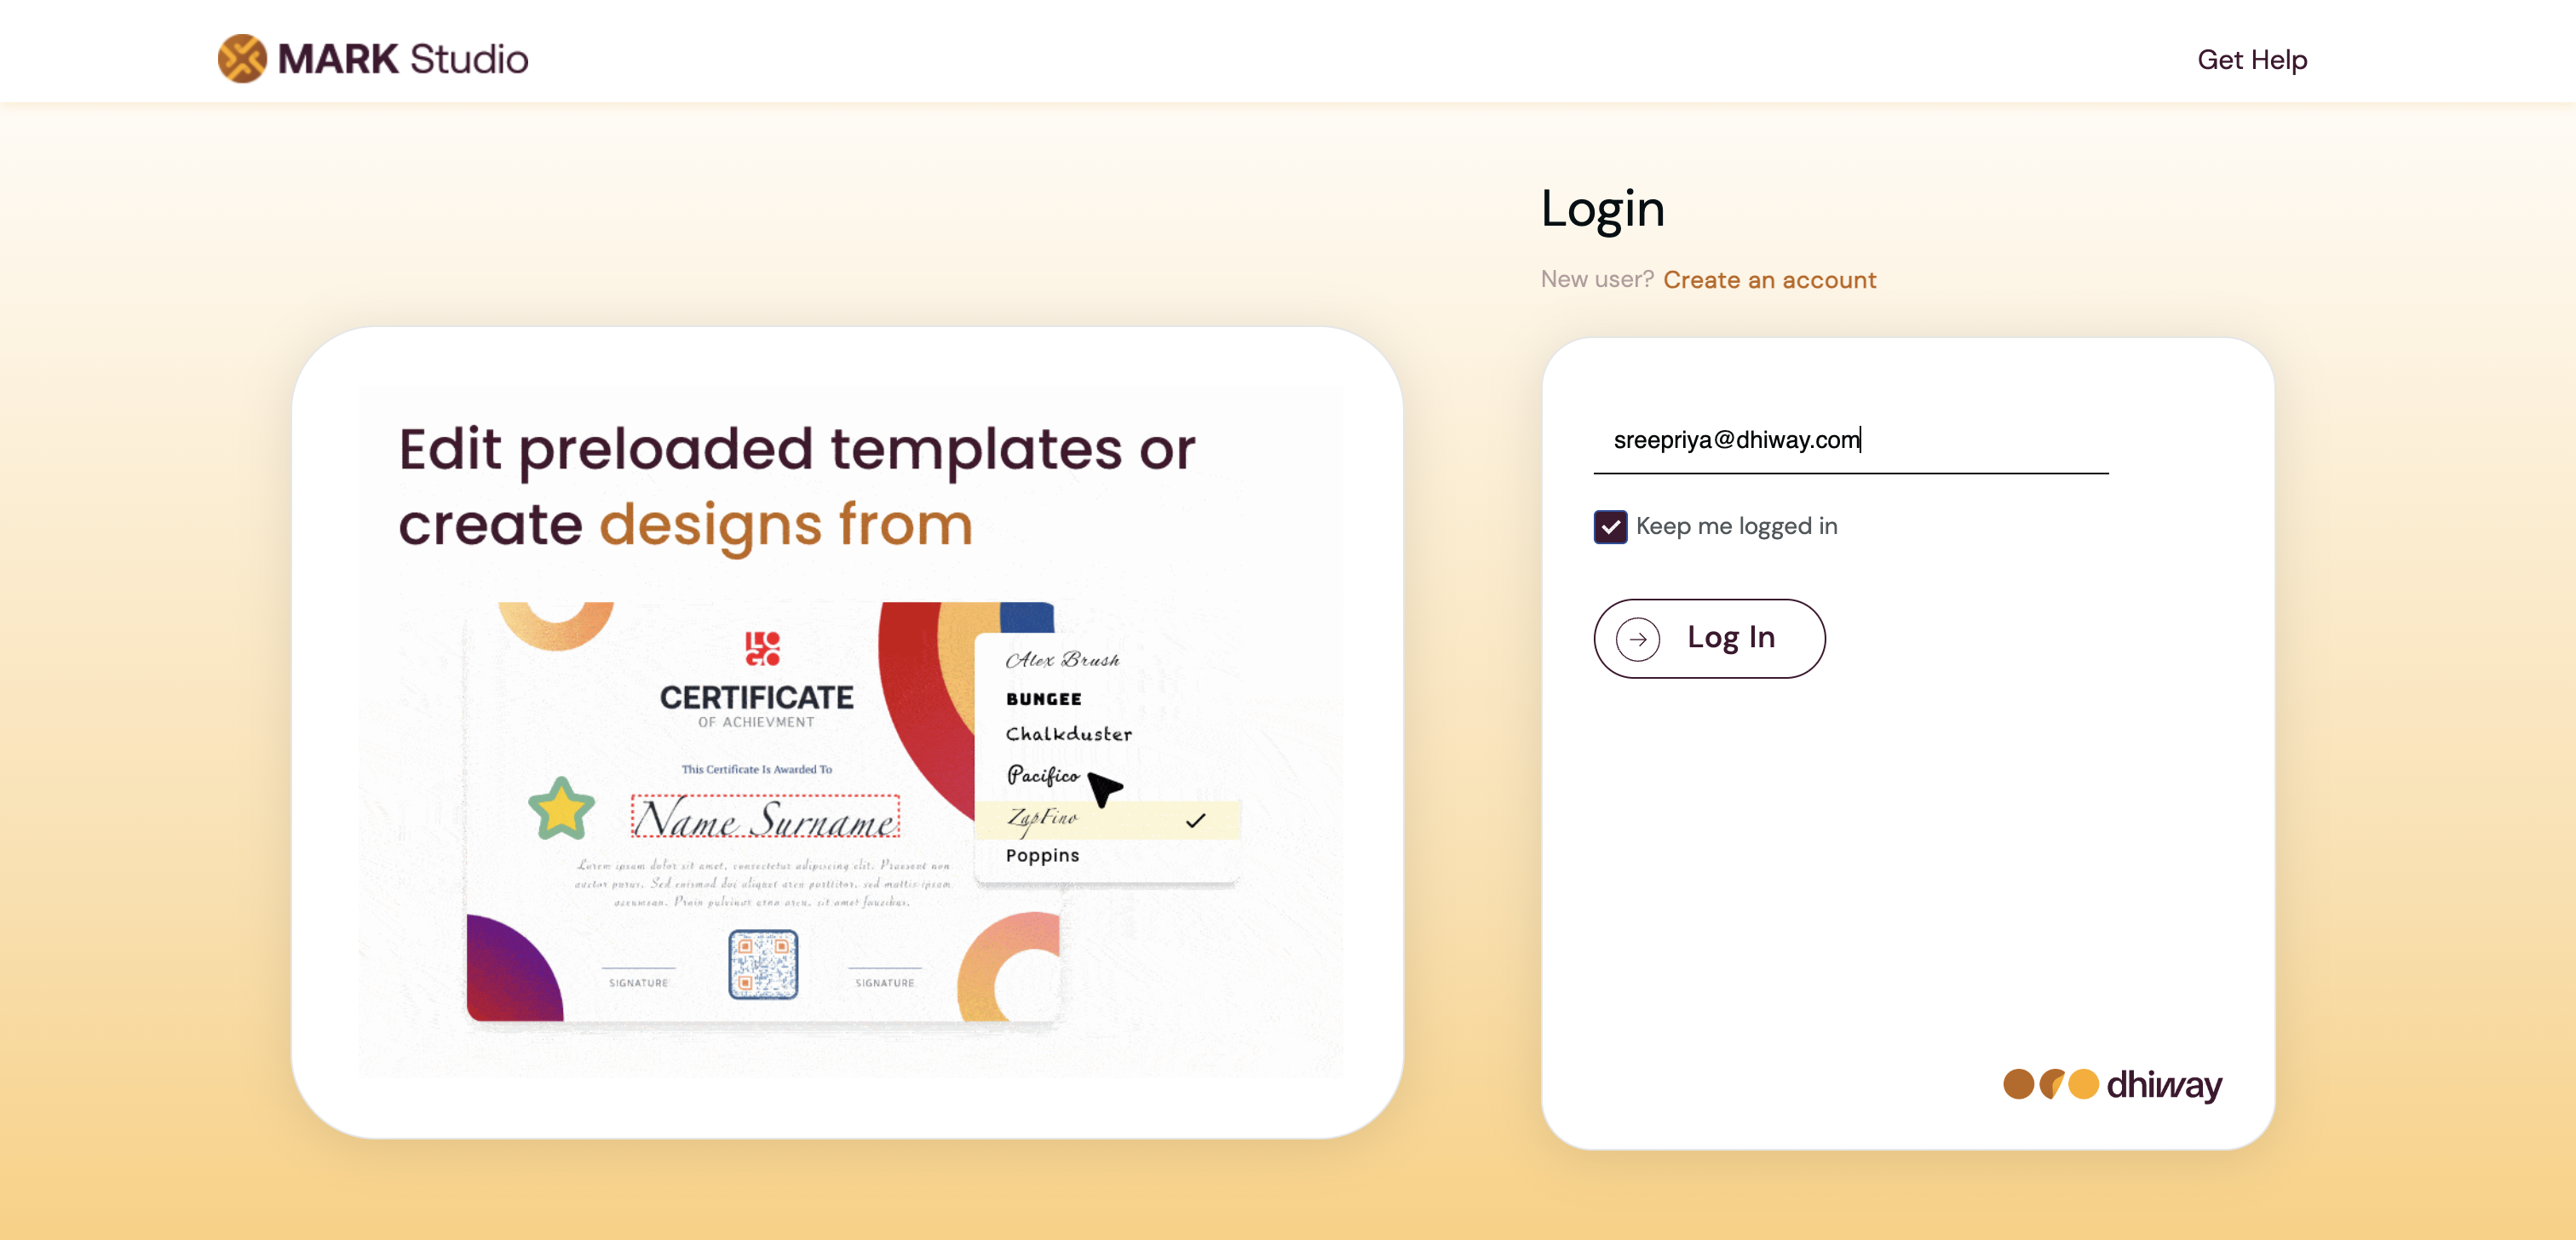 MARK Studio
Get Help
Login
New user? Create an account
Edit preloaded templates or
create designs from
LOGO
CERTIFICATE
OF ACHIEVMENT
This Certificate Is Awarded To
Name Surname
Lorem ipsum dolor sit amet, consectetur adipiscing elit. Praesent non
auctor purus. Sed euismod dui aliquet arcu porttitor, sed mattis ipsum
accumsan. Proin pulvinar urna arcu, sit amet faucibus.
SIGNATURE
SIGNATURE
Alex Brush
BUNGEE
Chalkduster
Pacifico
ZapFino
Poppins
sreepriya@dhiway.com
Keep me logged in
Log In
dhiway